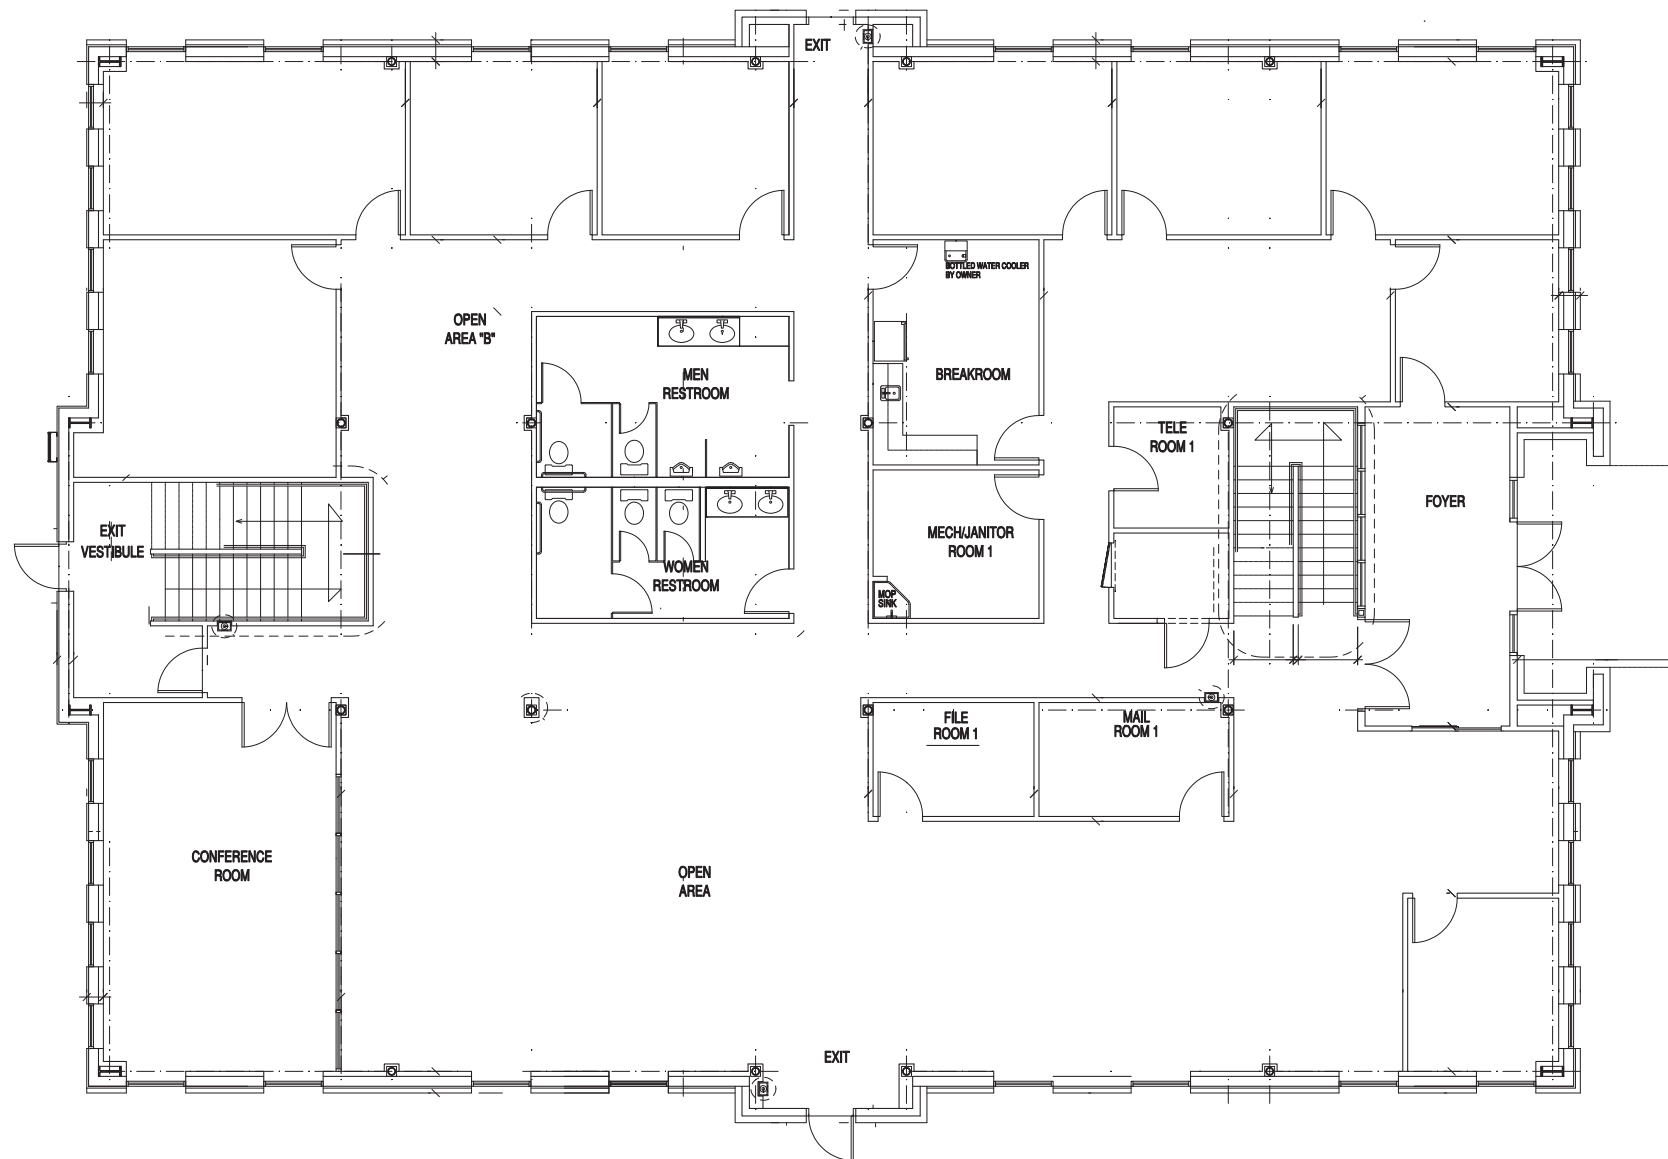 EXIT
BOTTLED WATER COOLER
BY OWNER
OPEN
AREA "B"
MEN
RESTROOM
BREAKROOM
TELE
ROOM 1
FOYER
EXIT
VESTIBULE
MECH/JANITOR
ROOM 1
WOMEN
RESTROOM
MOP
SINK
FILE
ROOM 1
MAIL
ROOM 1
CONFERENCE
ROOM
OPEN
AREA
EXIT